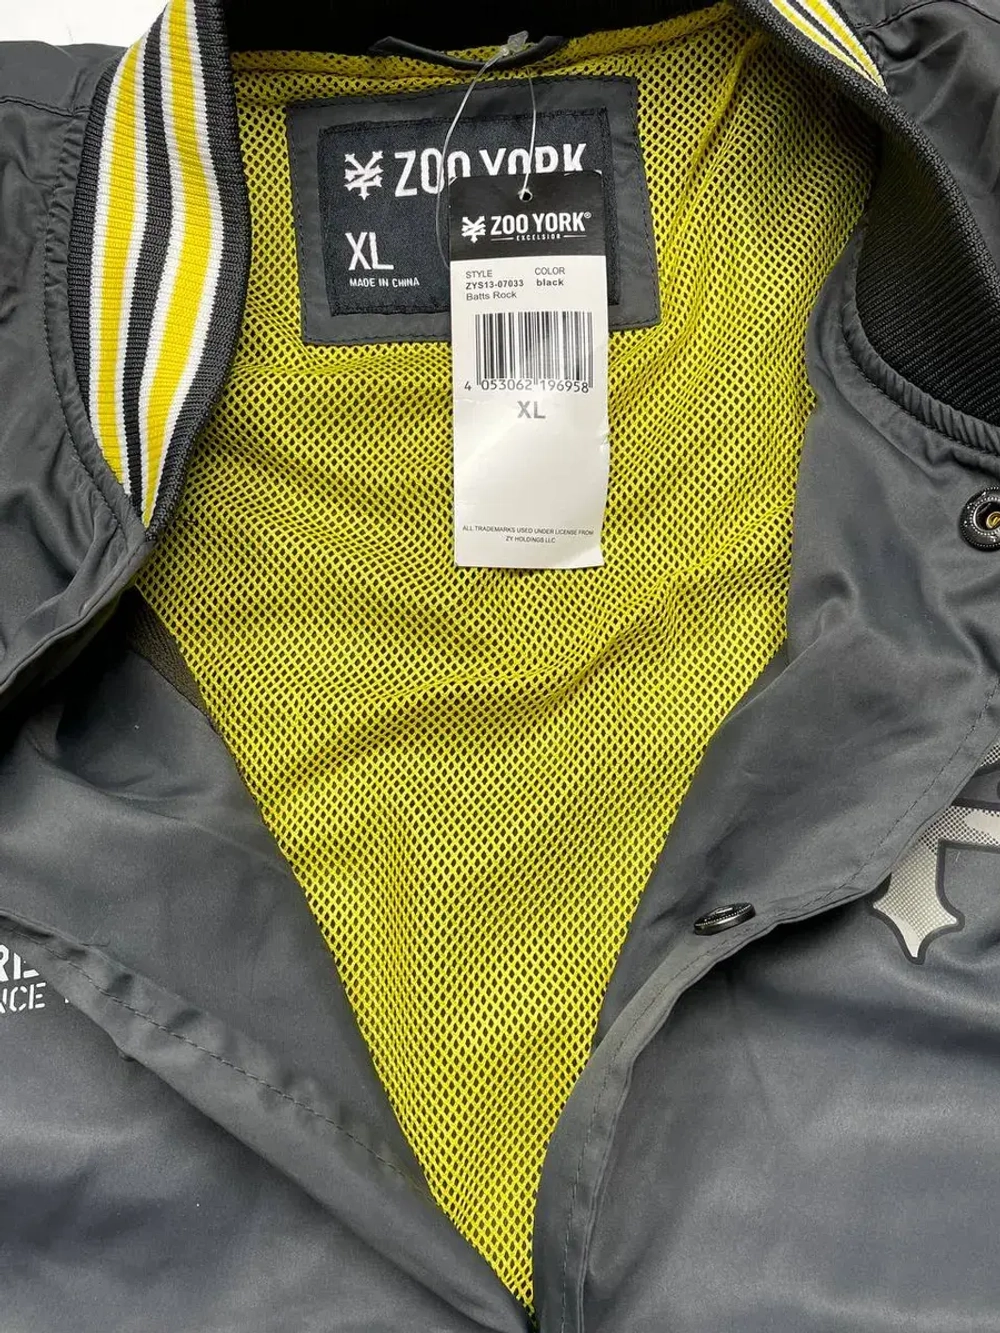 ZOO YORK
XL
MADE IN CHINA
ZOO YORK®
EXCELSIOR
STYLE COLOR
ZYS13-07033 black
Batts Rock
4 053062 196958
XL
ALL TRADEMARKS USED UNDER LICENSE FROM
ZY HOLDINGS LLC